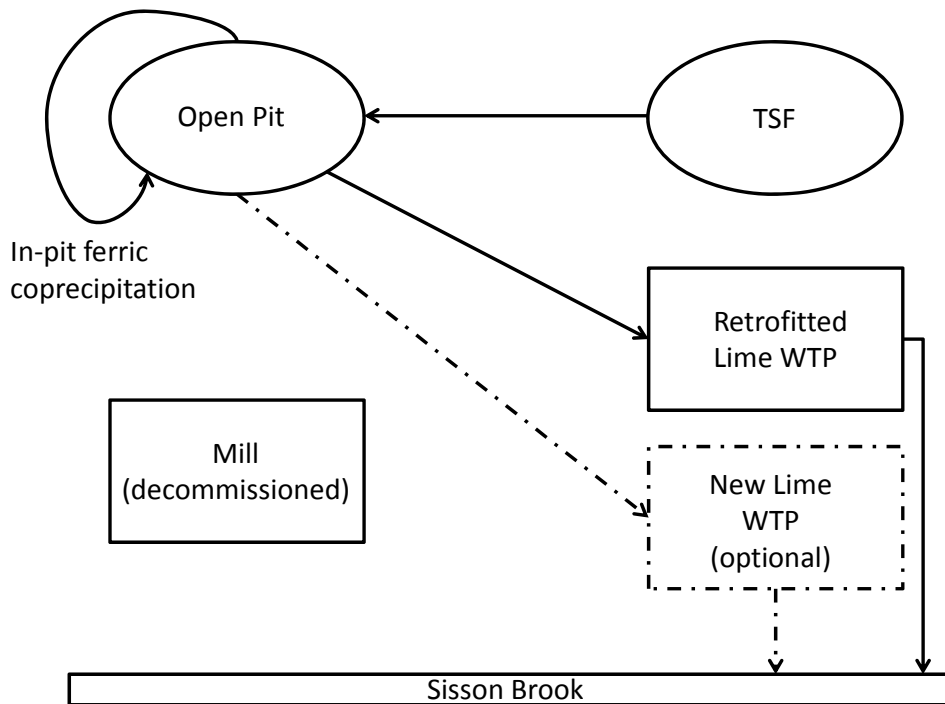 Open Pit
TSF
In-pit ferric
coprecipitation
Retrofitted
Lime WTP
Mill
(decommissioned)
New Lime
WTP
(optional)
Sisson Brook